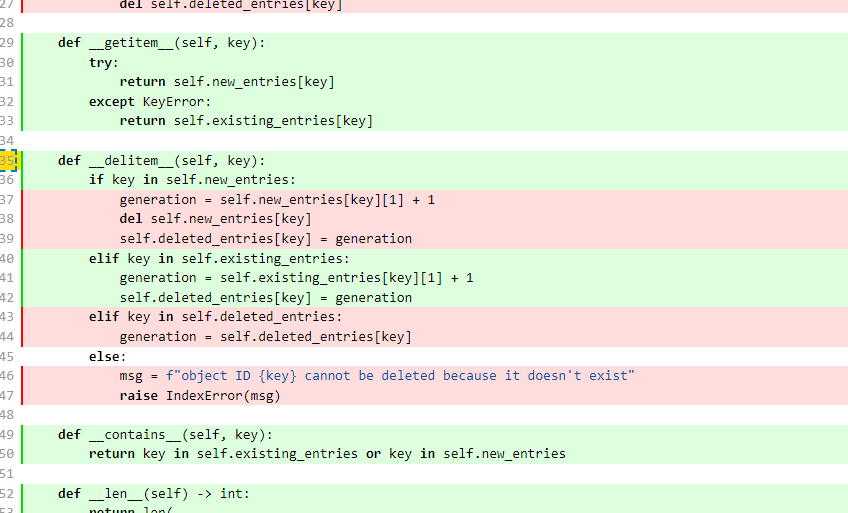 27 del self.deleted_entries[key]
28
29 def __getitem__(self, key):
30 try:
31 return self.new_entries[key]
32 except KeyError:
33 return self.existing_entries[key]
34
35 def __delitem__(self, key):
36 if key in self.new_entries:
37 generation = self.new_entries[key][1] + 1
38 del self.new_entries[key]
39 self.deleted_entries[key] = generation
40 elif key in self.existing_entries:
41 generation = self.existing_entries[key][1] + 1
42 self.deleted_entries[key] = generation
43 elif key in self.deleted_entries:
44 generation = self.deleted_entries[key]
45 else:
46 msg = f"object ID {key} cannot be deleted because it doesn't exist"
47 raise IndexError(msg)
48
49 def __contains__(self, key):
50 return key in self.existing_entries or key in self.new_entries
51
52 def __len__(self) -> int:
53 return len(